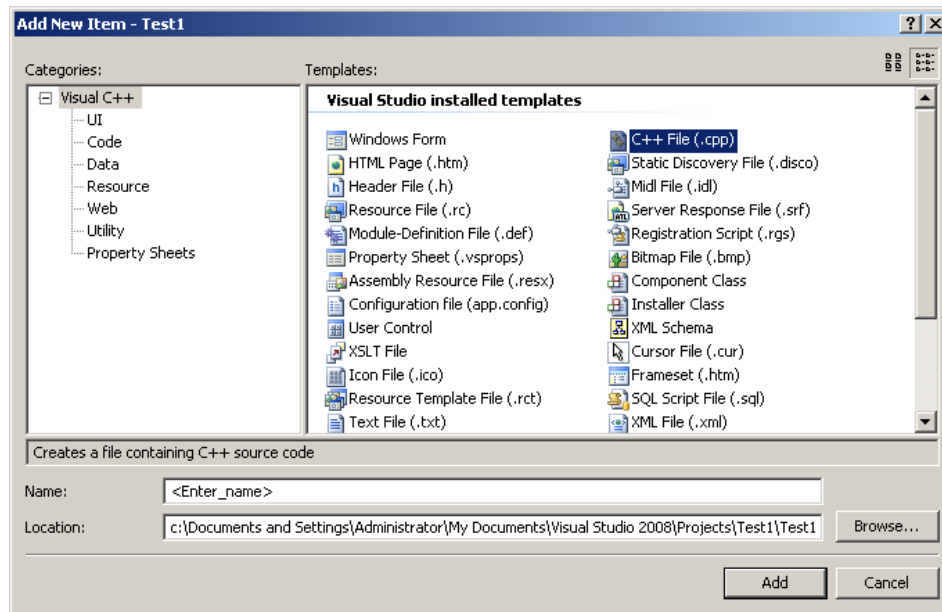 Add New Item - Test1
Categories:
Templates:
Visual C++
UI
Code
Data
Resource
Web
Utility
Property Sheets
Visual Studio installed templates
Windows Form
HTML Page (.htm)
Header File (.h)
Resource File (.rc)
Module-Definition File (.def)
Property Sheet (.vsprops)
Assembly Resource File (.resx)
Configuration file (app.config)
User Control
XSLT File
Icon File (.ico)
Resource Template File (.rct)
Text File (.txt)
C++ File (.cpp)
Static Discovery File (.disco)
Midl File (.idl)
Server Response File (.srf)
Registration Script (.rgs)
Bitmap File (.bmp)
Component Class
Installer Class
XML Schema
Cursor File (.cur)
Frameset (.htm)
SQL Script File (.sql)
XML File (.xml)
Creates a file containing C++ source code
Name:
<Enter_name>
Location:
c:\Documents and Settings\Administrator\My Documents\Visual Studio 2008\Projects\Test1\Test1
Browse...
Add
Cancel